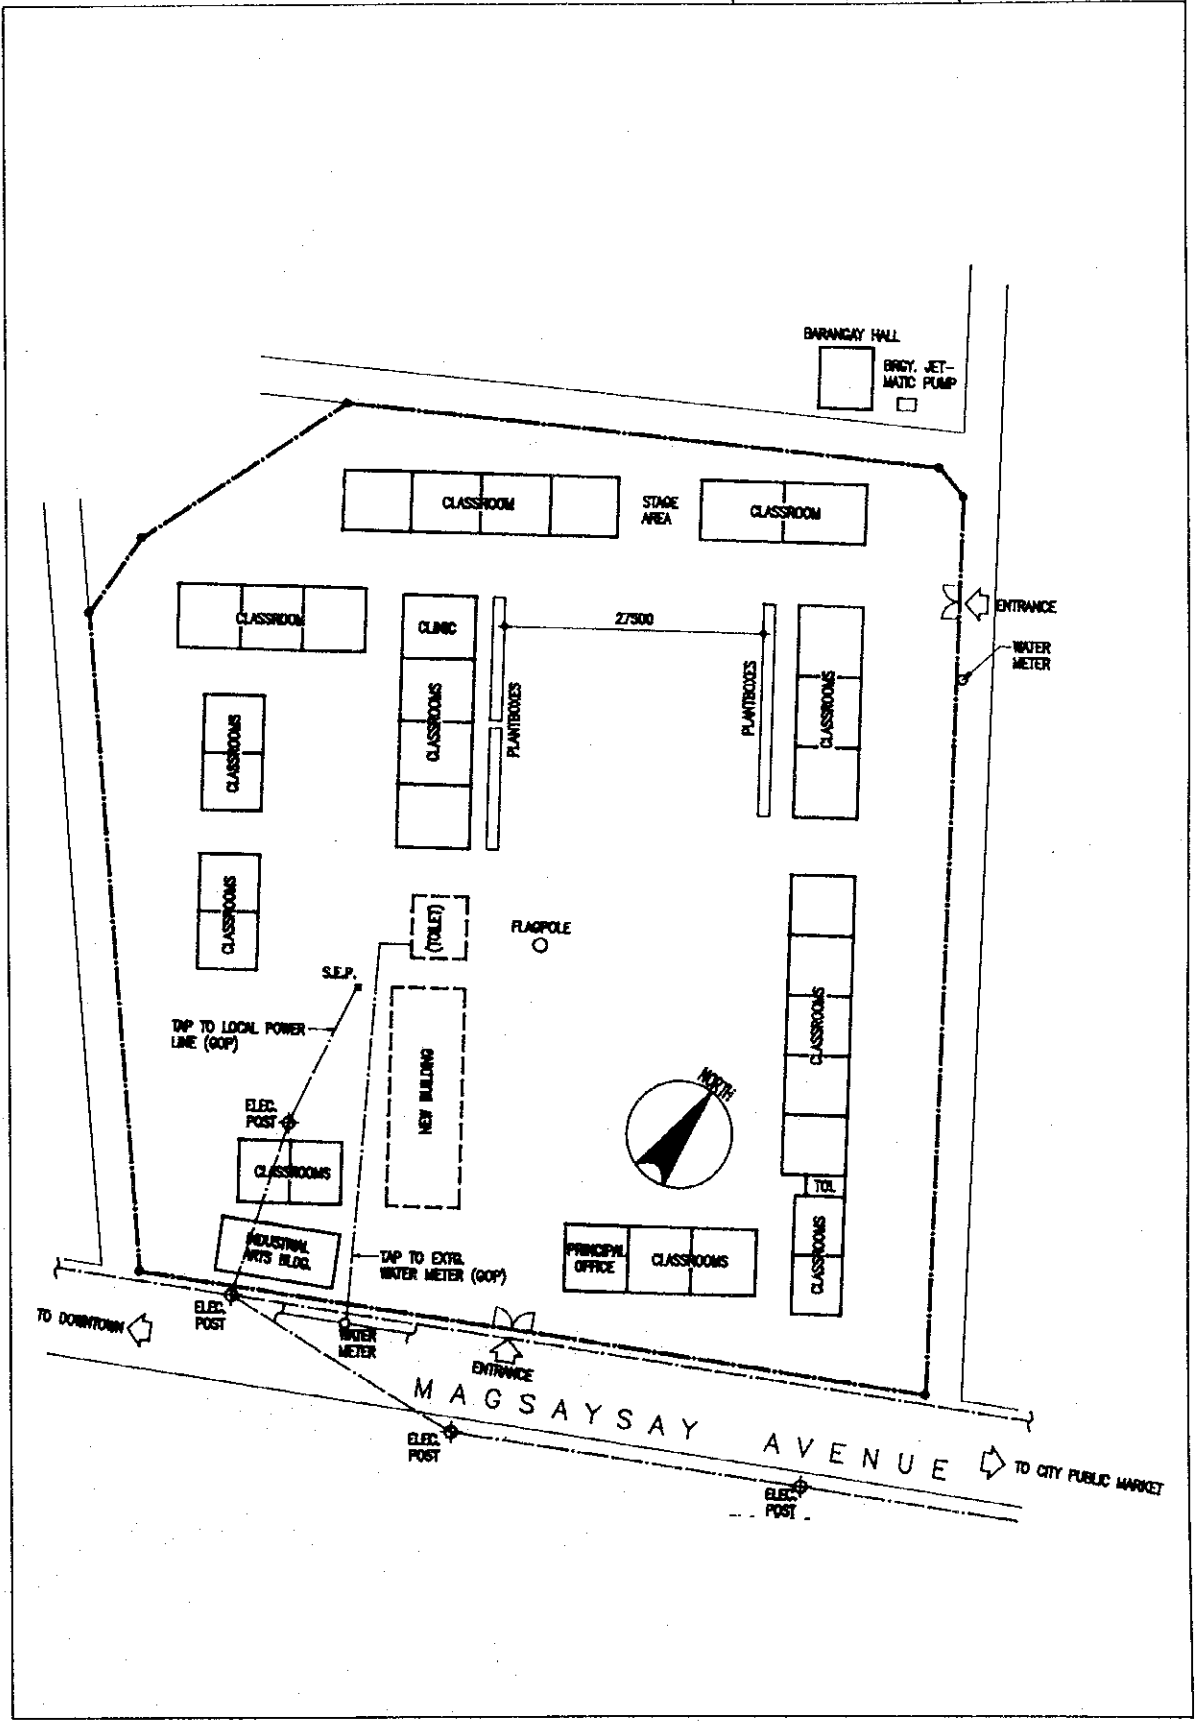 BARANGAY HALL
BRGY. JET-
MATIC PUMP
CLASSROOM
STAGE
AREA
CLASSROOM
CLASSROOM
CLINIC
27500
ENTRANCE
WATER
METER
CLASSROOMS
CLASSROOMS
PLANTBOXES
PLANTBOXES
CLASSROOMS
CLASSROOMS
(TOILET)
FLAGPOLE
S.E.P.
TAP TO LOCAL POWER
LINE (GOP)
NEW BUILDING
CLASSROOMS
NORTH
ELEC.
POST
CLASSROOMS
TOI.
INDUSTRIAL
ARTS BLDG.
TAP TO EXTG.
WATER METER (GOP)
PRINCIPAL
OFFICE
CLASSROOMS
CLASSROOMS
ELEC.
POST
TO DOWNTOWN
WATER
METER
ENTRANCE
MAGSAYSAY AVENUE
TO CITY PUBLIC MARKET
ELEC.
POST
ELEC.
POST